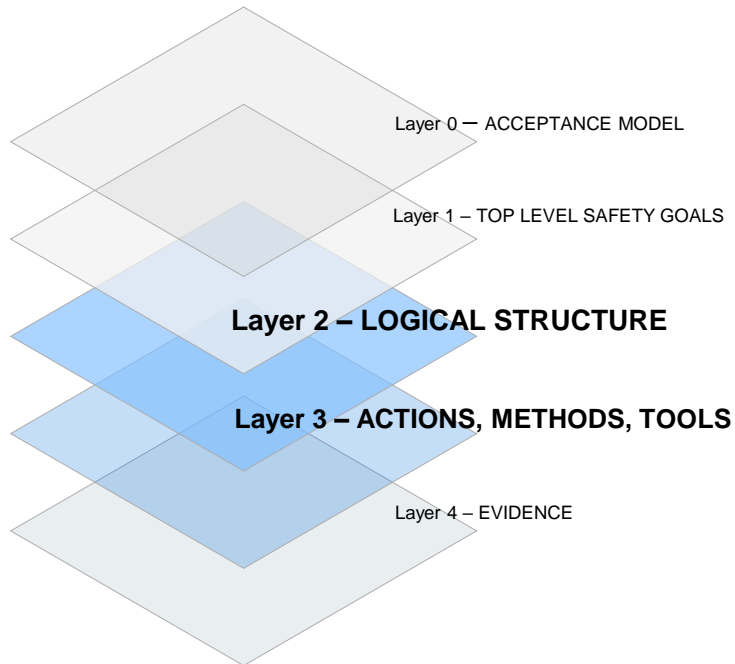 Layer 0 — ACCEPTANCE MODEL
Layer 1 – TOP LEVEL SAFETY GOALS
Layer 2 – LOGICAL STRUCTURE
Layer 3 – ACTIONS, METHODS, TOOLS
Layer 4 – EVIDENCE